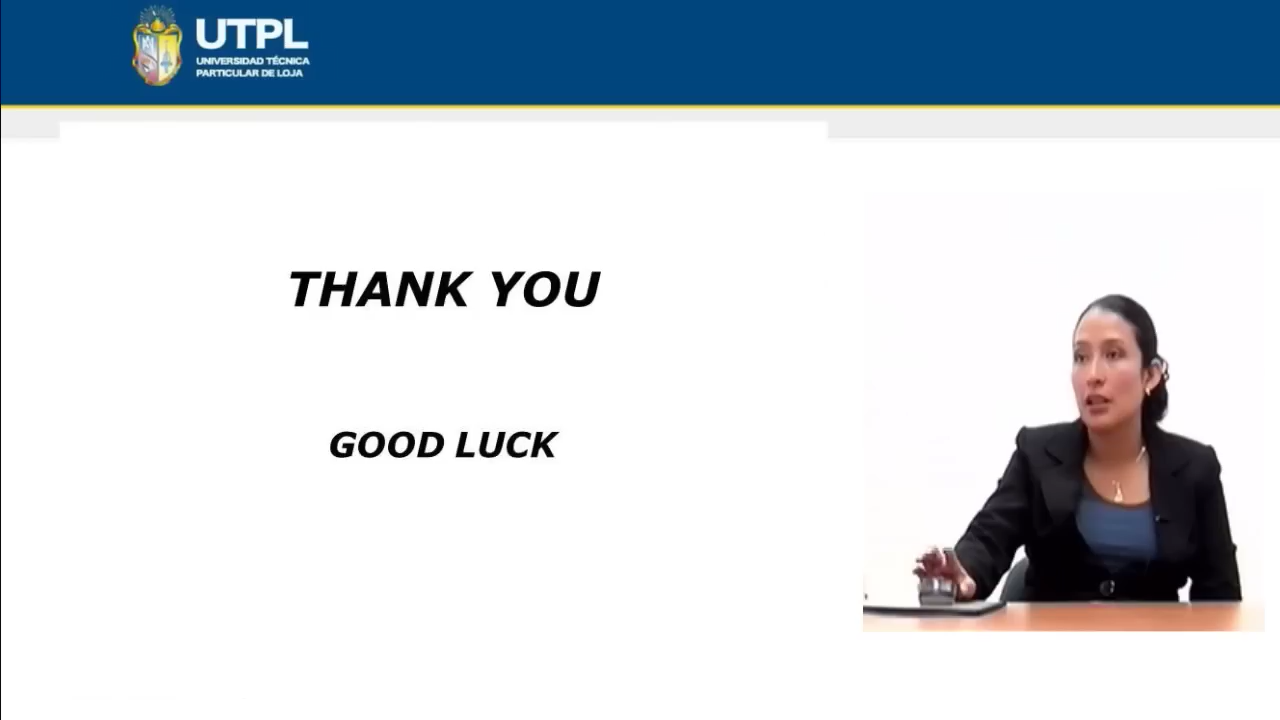 UTPL
UNIVERSIDAD TÉCNICA
PARTICULAR DE LOJA
THANK YOU
GOOD LUCK